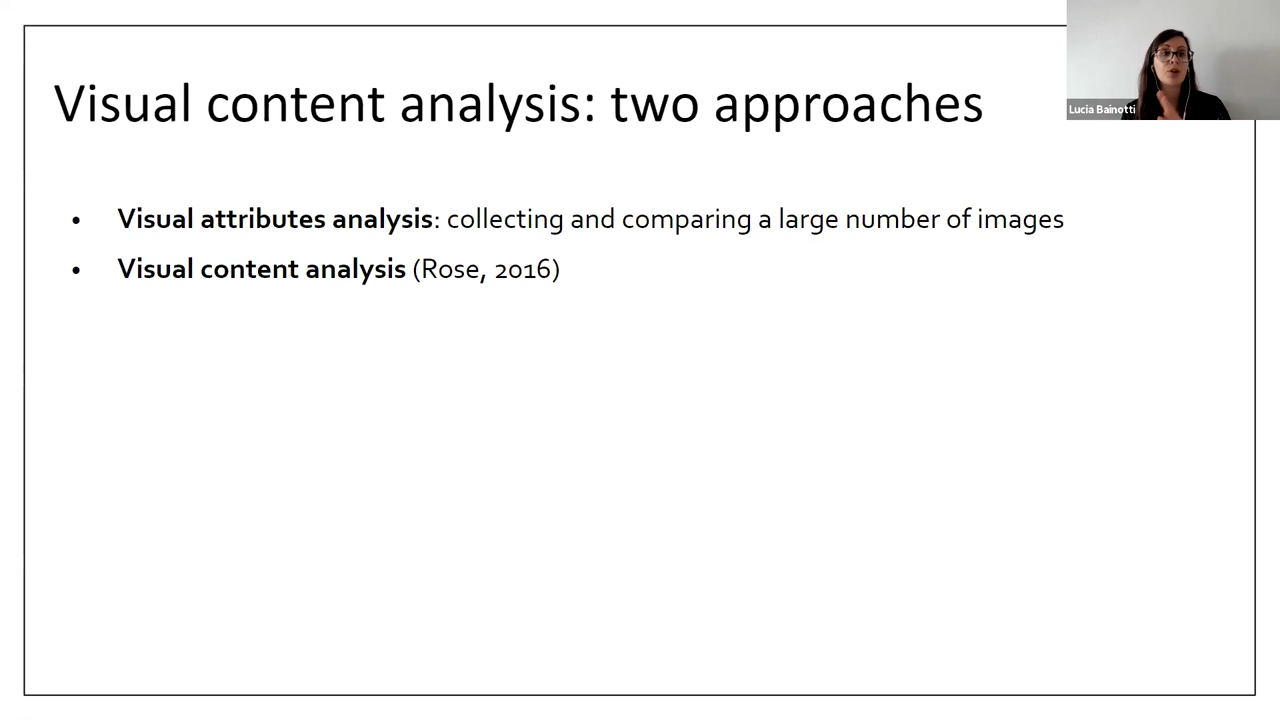 Visual content analysis: two approaches
Lucia Bainotti
• Visual attributes analysis: collecting and comparing a large number of images
• Visual content analysis (Rose, 2016)